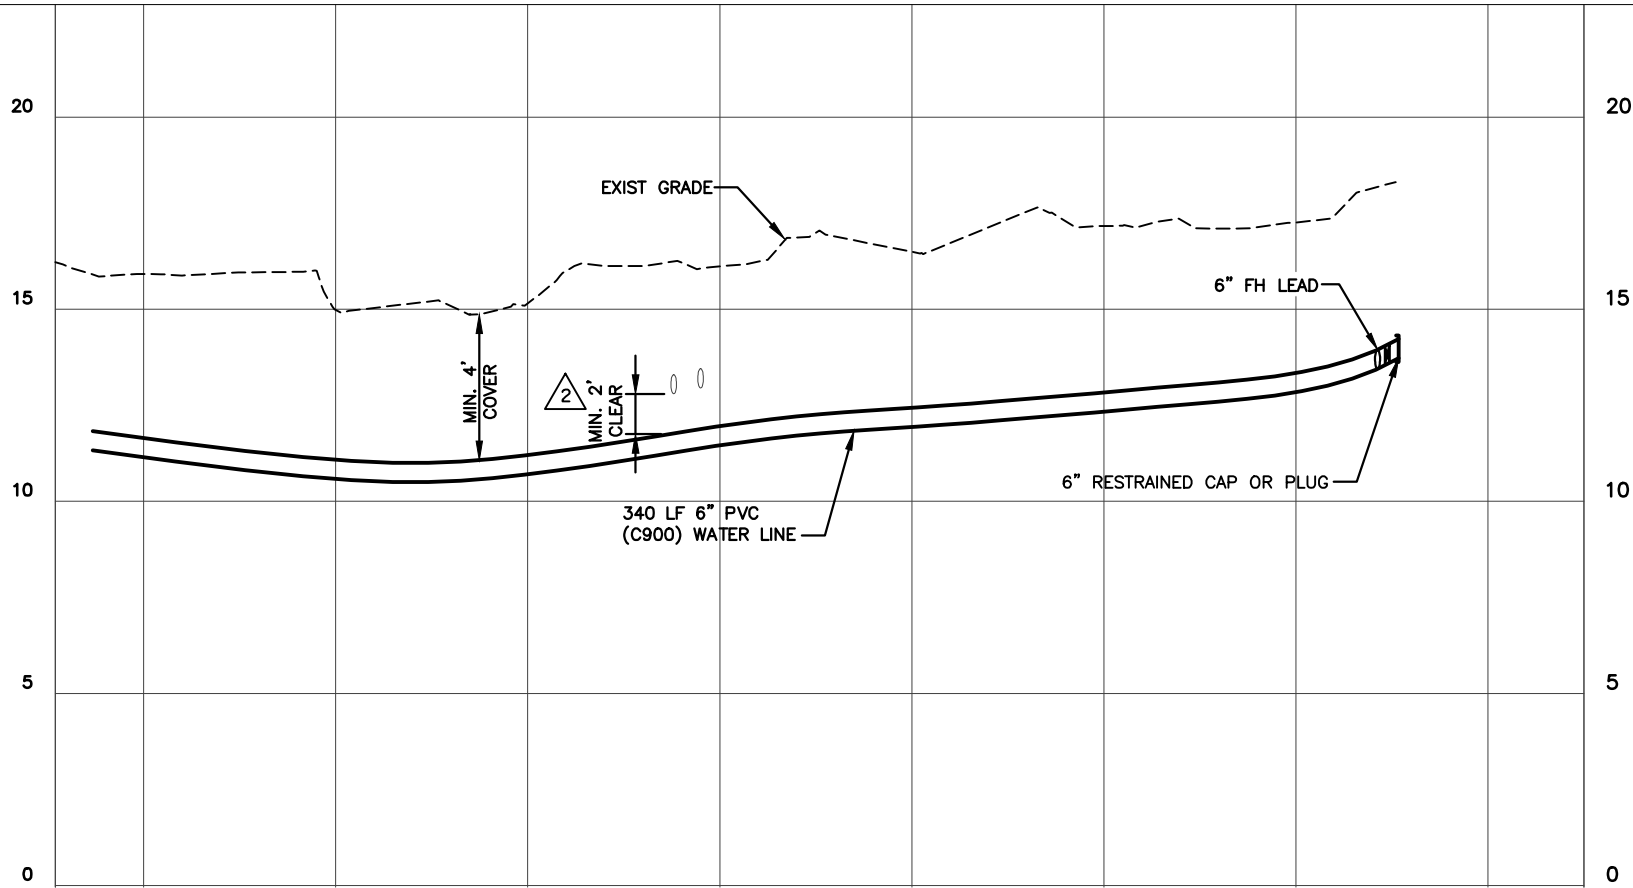 20
20
EXIST GRADE
15
15
6” FH LEAD
MIN. 4'
COVER
2
MIN. 2'
CLEAR
10
10
6” RESTRAINED CAP OR PLUG
340 LF 6” PVC
(C900) WATER LINE
5
5
0
0